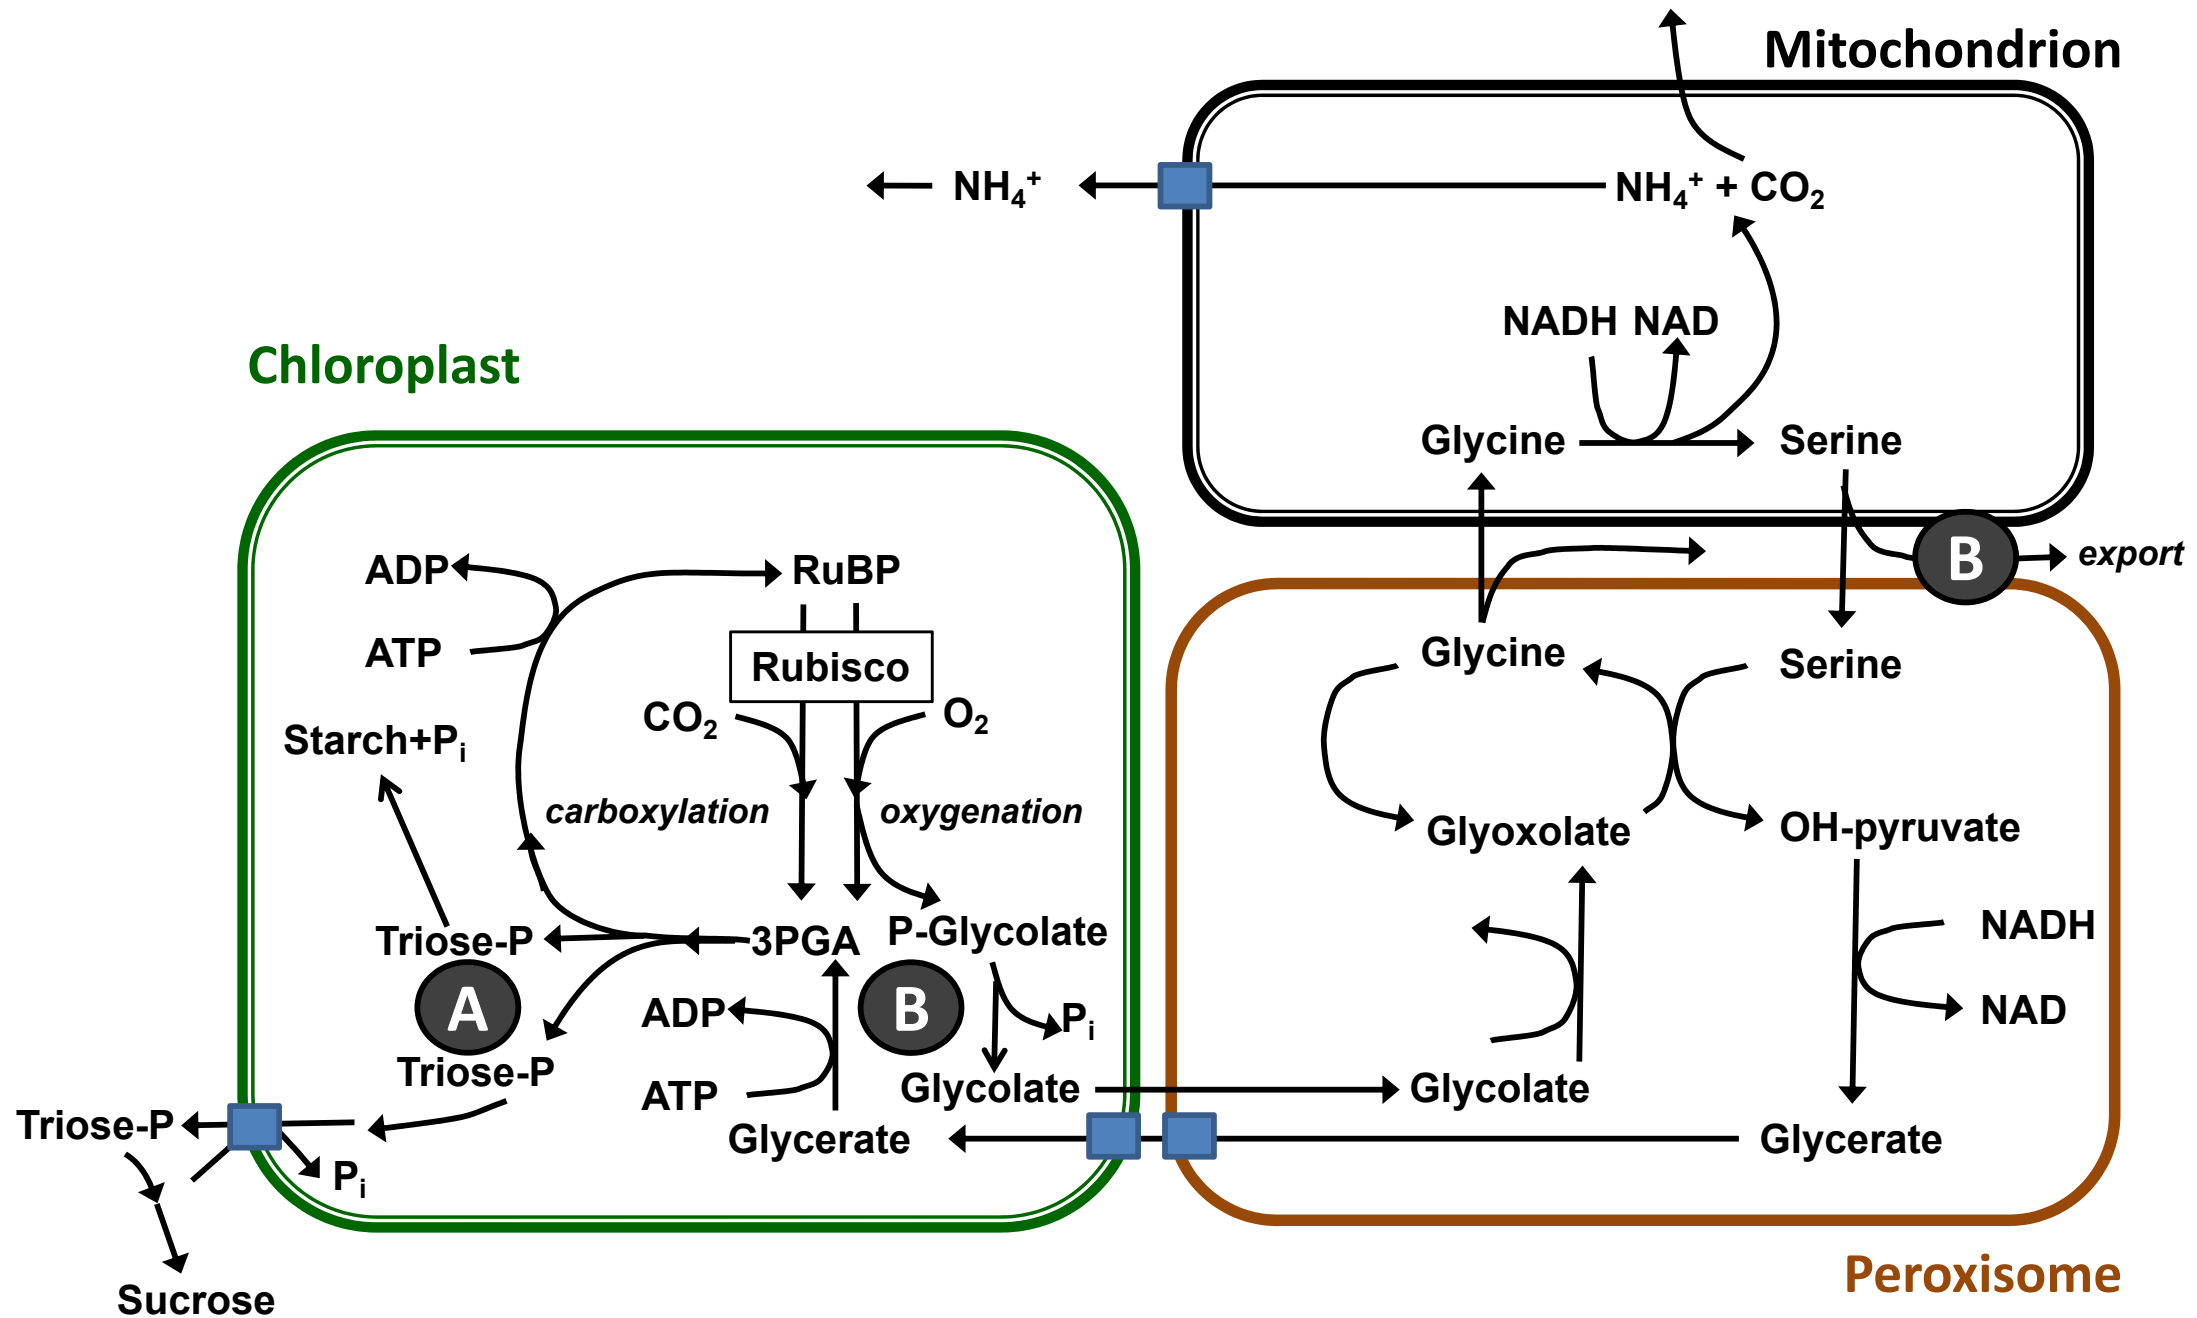 Mitochondrion
NH4+
NH4+ + CO2
NADH NAD
Glycine
Serine
Chloroplast
B
export
ADP
RuBP
ATP
Rubisco
Glycine
Serine
CO2
O2
Starch+Pi
carboxylation
oxygenation
Glyoxolate
OH-pyruvate
Triose-P
3PGA
P-Glycolate
NADH
A
B
ADP
Pi
NAD
Triose-P
ATP
Glycolate
Glycolate
Triose-P
Glycerate
Glycerate
Pi
Sucrose
Peroxisome